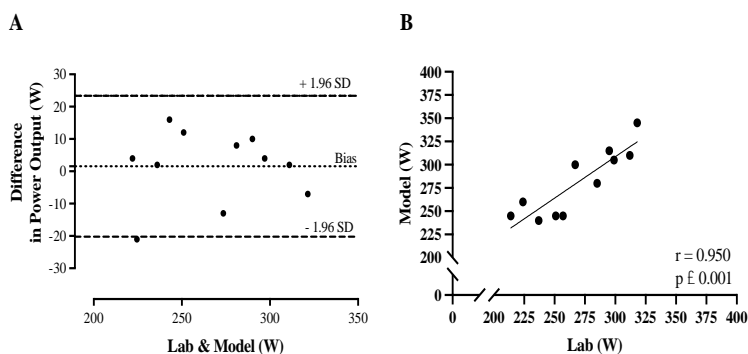 A
B
30
20
10
0
-10
-20
-30
+ 1.96 SD
Bias
- 1.96 SD
Difference
in Power Output (W)
200
250
300
350
Lab & Model (W)
400
375
350
325
300
275
250
225
200
0
Model (W)
r = 0.950
p £ 0.001
0
200
225
250
275
300
325
350
375
400
Lab (W)